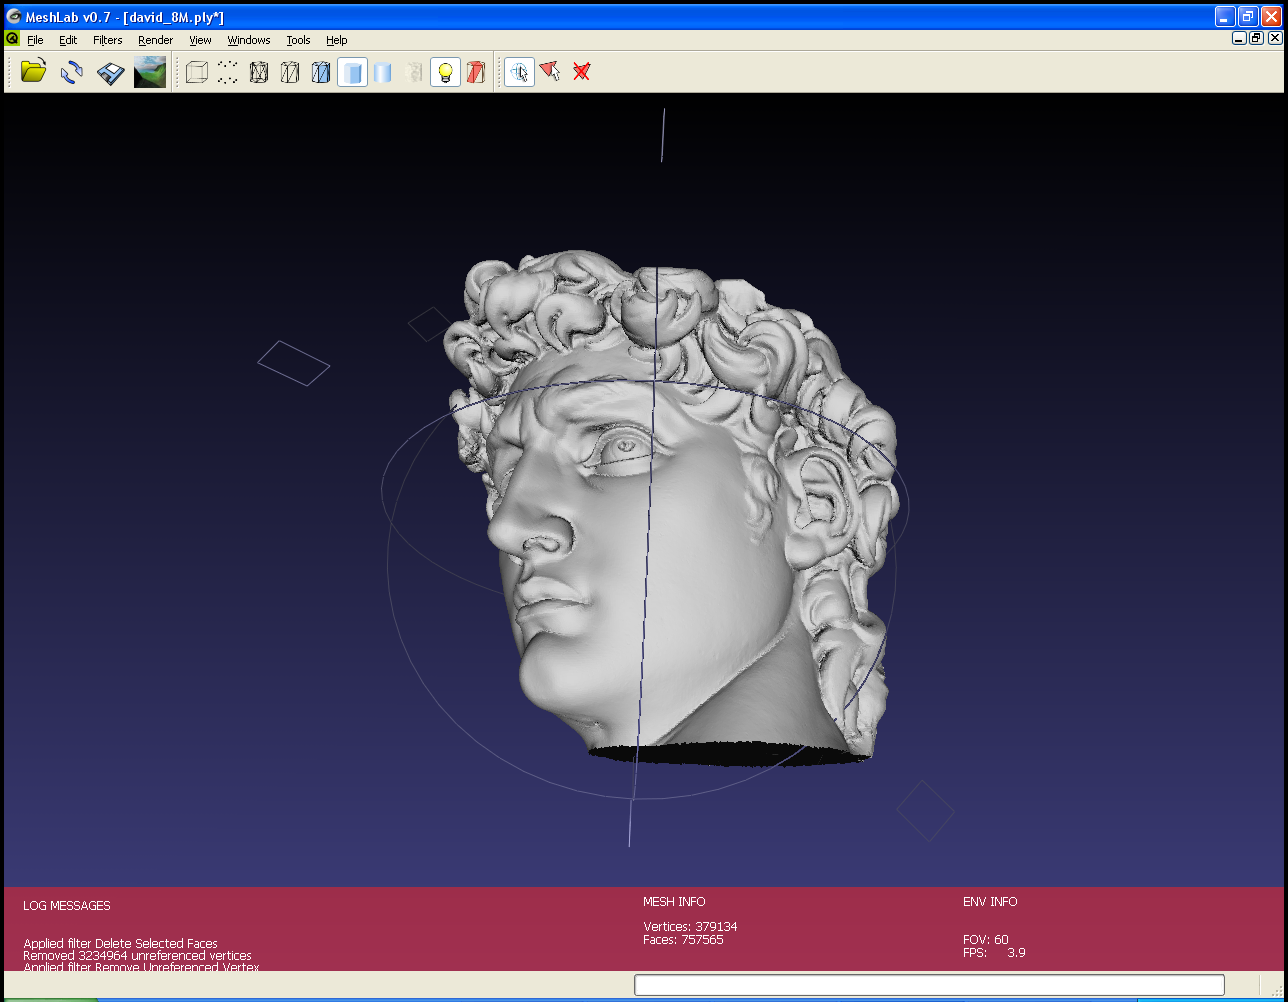 MeshLab v0.7 - [david_8M.ply*]
File Edit Filters Render View Windows Tools Help
LOG MESSAGES
Applied filter Delete Selected Faces
Removed 3234964 unreferenced vertices
Applied filter Remove Unreferenced Vertex
MESH INFO
Vertices: 379134
Faces: 757565
ENV INFO
FOV: 60
FPS: 3.9